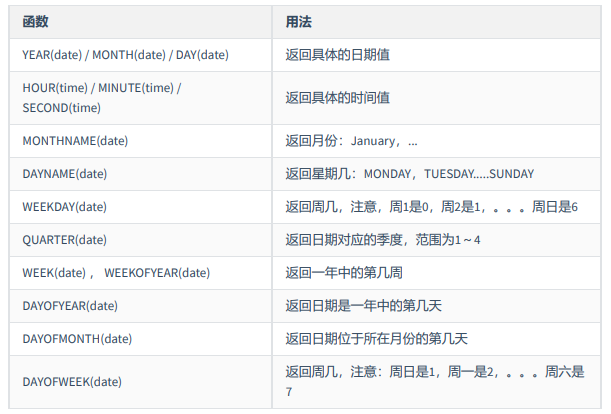 函数 用法
YEAR(date) / MONTH(date) / DAY(date) 返回具体的日期值
HOUR(time) / MINUTE(time) /
SECOND(time)
返回具体的时间值
MONTHNAME(date) 返回月份：January，...
DAYNAME(date) 返回星期几：MONDAY，TUESDAY.....SUNDAY
WEEKDAY(date) 返回周几，注意，周1是0，周2是1，。。。周日是6
QUARTER(date) 返回日期对应的季度，范围为1～4
WEEK(date) ， WEEKOFYEAR(date) 返回一年中的第几周
DAYOFYEAR(date) 返回日期是一年中的第几天
DAYOFMONTH(date) 返回日期位于所在月份的第几天
DAYOFWEEK(date)
返回周几，注意：周日是1，周一是2，。。。周六是
7